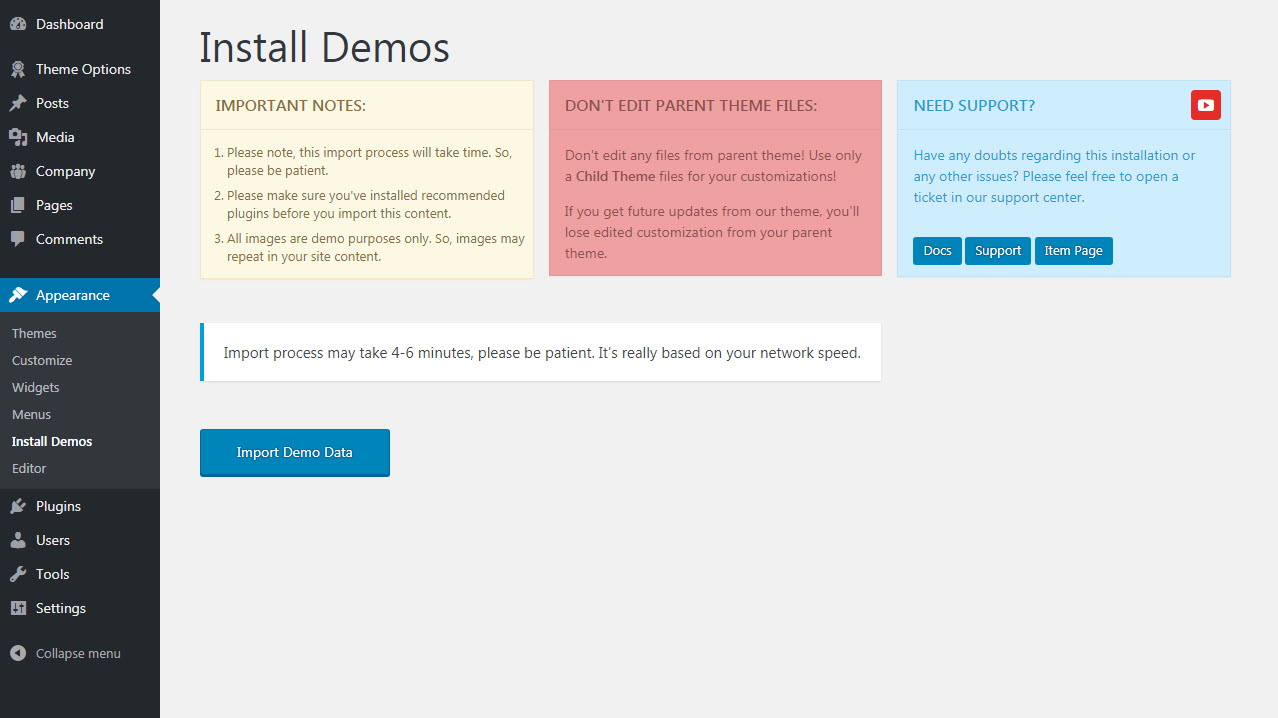 Dashboard
Theme Options
Posts
Media
Company
Pages
Comments
Appearance
Themes
Customize
Widgets
Menus
Install Demos
Editor
Plugins
Users
Tools
Settings
Collapse menu
Install Demos
IMPORTANT NOTES:
1. Please note, this import process will take time. So,
please be patient.
2. Please make sure you've installed recommended
plugins before you import this content.
3. All images are demo purposes only. So, images may
repeat in your site content.
DON'T EDIT PARENT THEME FILES:
Don't edit any files from parent theme! Use only
a Child Theme files for your customizations!
If you get future updates from our theme, you'll
lose edited customization from your parent
theme.
NEED SUPPORT?
Have any doubts regarding this installation or
any other issues? Please feel free to open a
ticket in our support center.
Docs Support Item Page
Import process may take 4-6 minutes, please be patient. It's really based on your network speed.
Import Demo Data